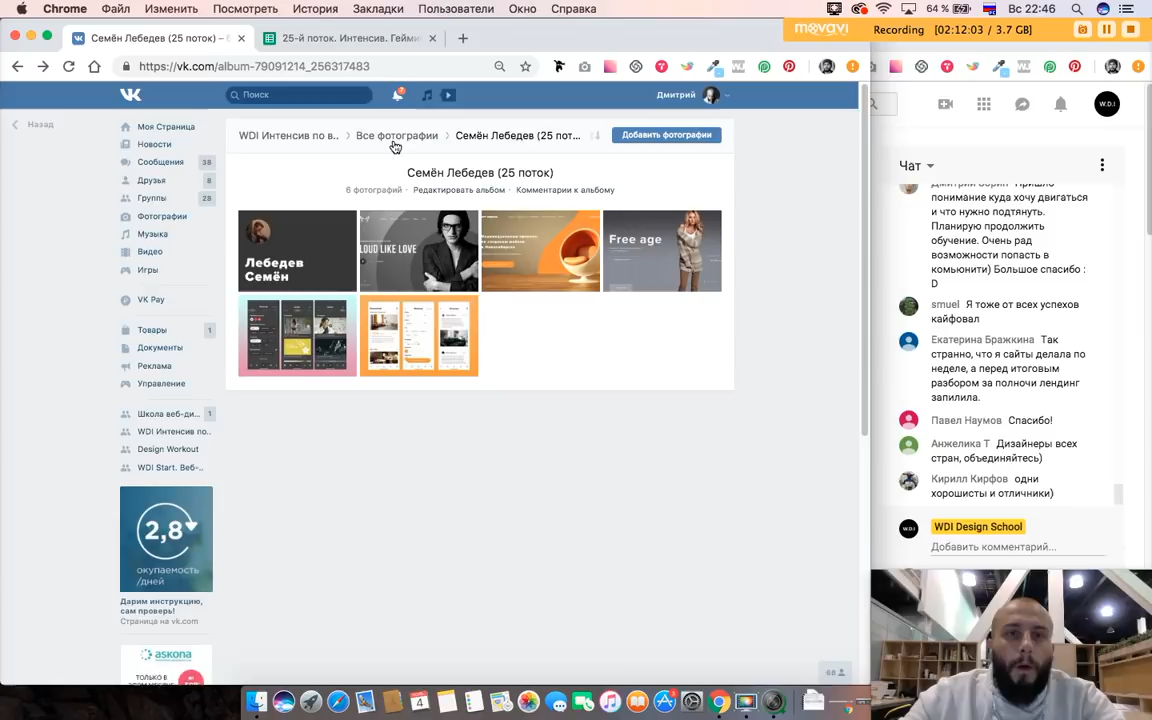 Chrome Файл Изменить Посмотреть История Закладки Пользователи Окно Справка
64 % Вс 22:46
movavi Recording [02:12:03 / 3.7 GB]
Семён Лебедев (25 поток) – 
25-й поток. Интенсив. Гейми
https://vk.com/album-79091214_256317483
Поиск
Дмитрий
Назад
Моя Страница
Новости
Сообщения 38
Друзья 8
Группы 28
Фотографии
Музыка
Видео
Игры
VK Pay
Товары 1
Документы
Реклама
Управление
Школа веб-ди... 1
WDI Интенсив по..
Design Workout
WDI Start. Веб-..
2,8
окупаемость
/дней
Дарим инструкцию,
сам проверь!
Страница на vk.com
askona
ТОЛЬКО В
WDI Интенсив по в.. Все фотографии Семён Лебедев (25 пот... Добавить фотографии
Семён Лебедев (25 поток)
6 фотографий · Редактировать альбом · Комментарии к альбому
Лебедев
Семён
LOUD LIKE LOVE
Free age
68
W.D.I
Чат
понимание куда хочу двигаться
и что нужно подтянуть.
Планирую продолжить
обучение. Очень рад
возможности попасть в
комьюнити) Большое спасибо :
D
smuel Я тоже от всех успехов
кайфовал
Екатерина Бражкина Так
странно, что я сайты делала по
неделе, а перед итоговым
разбором за полночи лендинг
запилила.
Павел Наумов Спасибо!
Анжелика Т Дизайнеры всех
стран, объединяйтесь)
Кирилл Кирфов одни
хорошисты и отличники)
WDI Design School
Добавить комментарий...